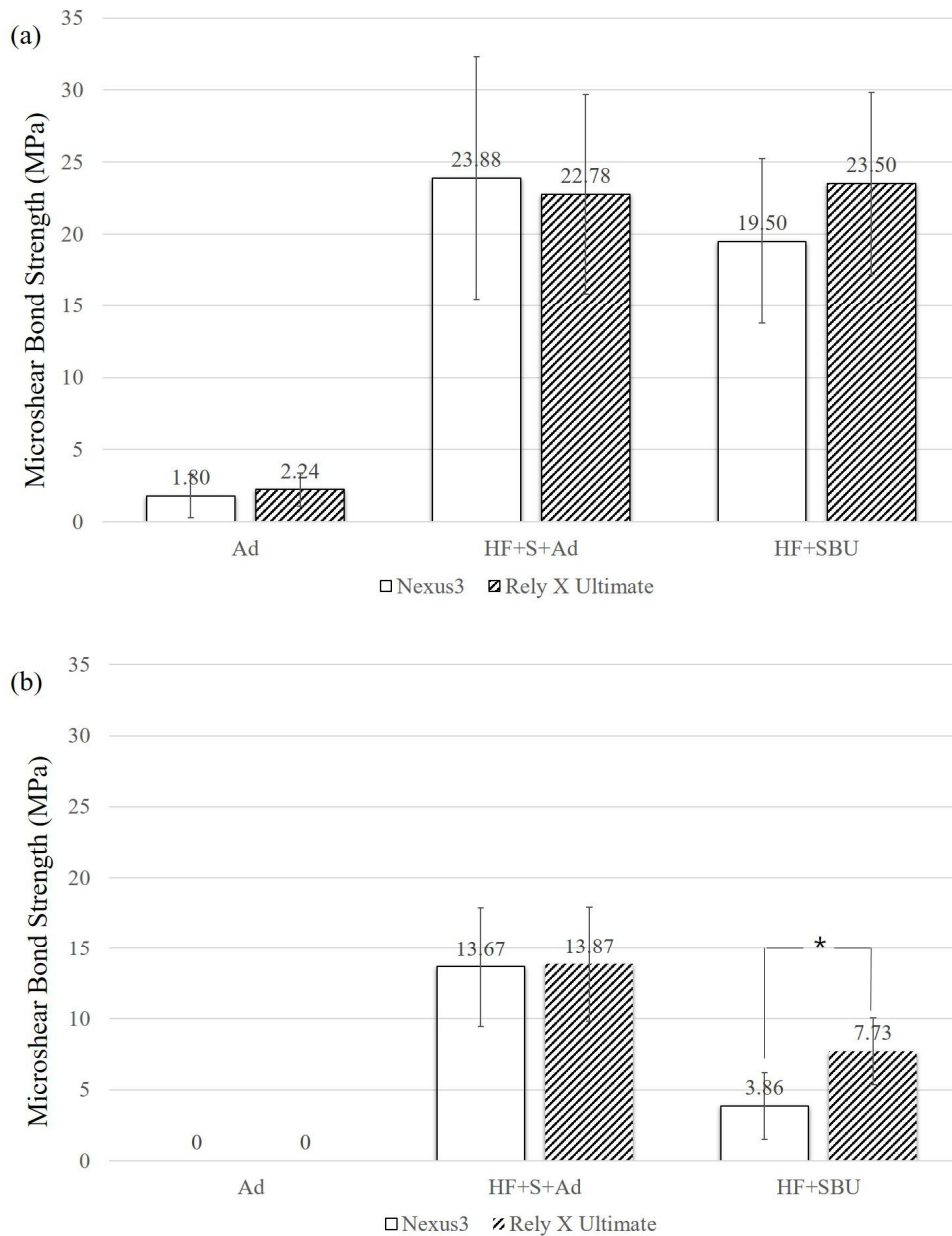 (a)
Microshear Bond Strength (MPa)
35
30
25
20
15
10
5
0
1.80
2.24
23.88
22.78
19.50
23.50
Ad
HF+S+Ad
HF+SBU
Nexus3
Rely X Ultimate
(b)
Microshear Bond Strength (MPa)
35
30
25
20
15
10
5
0
0
0
13.67
13.87
3.86
7.73
*
Ad
HF+S+Ad
HF+SBU
Nexus3
Rely X Ultimate